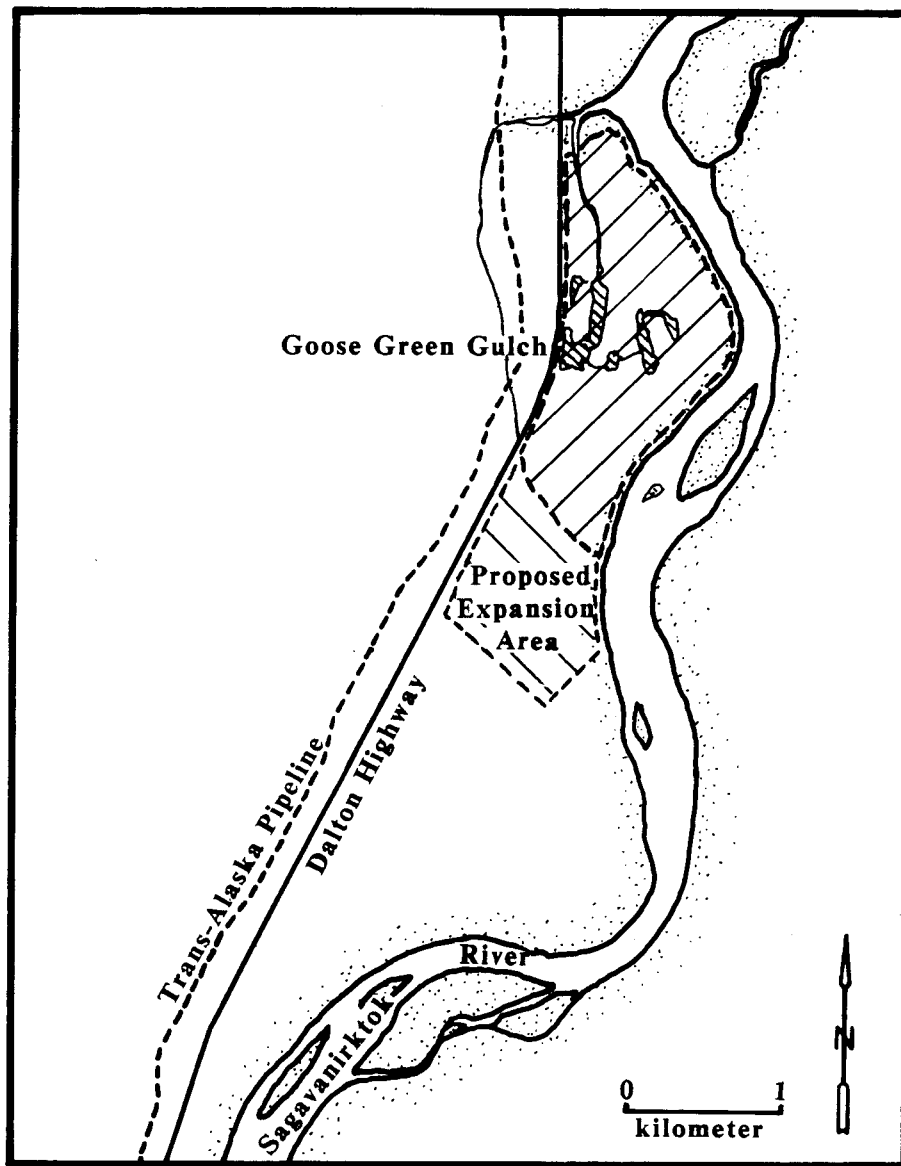 Goose Green Gulch
Proposed
Expansion
Area
Dalton Highway
Trans-Alaska Pipeline
River
Sagavanirktok
N
0 1
kilometer